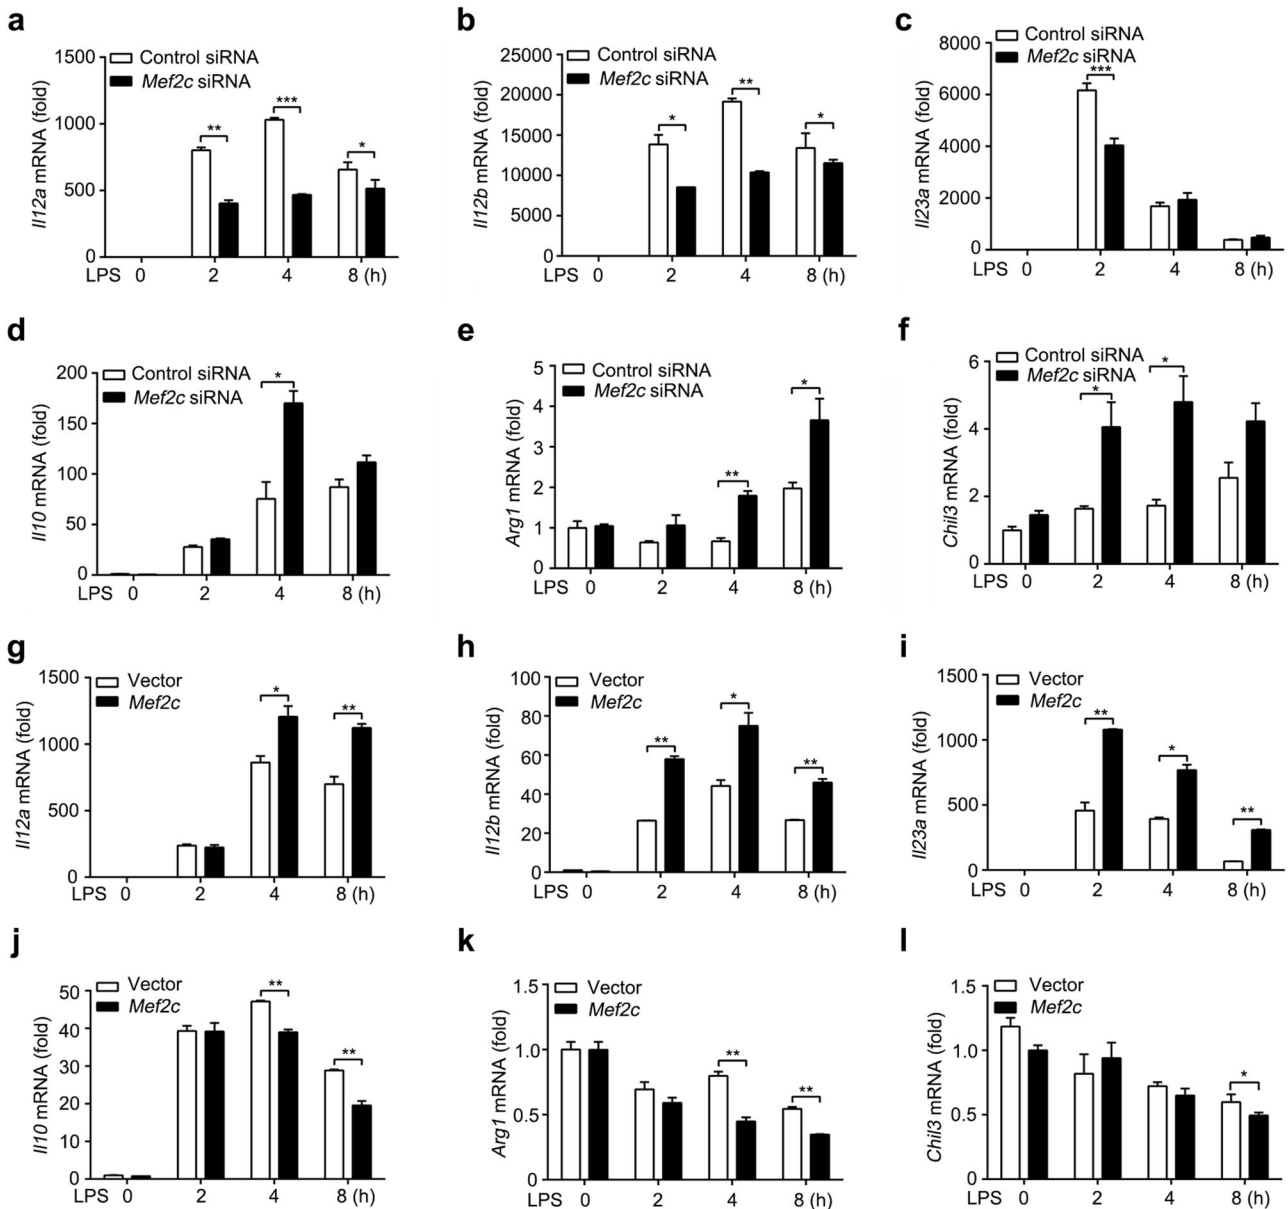 a
Control siRNA
Mef2c siRNA
Il12a mRNA (fold)
1500
1000
500
0
** *** *
LPS 0 2 4 8 (h)
b
Control siRNA
Mef2c siRNA
Il12b mRNA (fold)
25000
20000
15000
10000
5000
0
* ** *
LPS 0 2 4 8 (h)
c
Control siRNA
Mef2c siRNA
Il23a mRNA (fold)
8000
6000
4000
2000
0
***
LPS 0 2 4 8 (h)
d
Control siRNA
Mef2c siRNA
Il10 mRNA (fold)
200
150
100
50
0
*
LPS 0 2 4 8 (h)
e
Control siRNA
Mef2c siRNA
Arg1 mRNA (fold)
5
4
3
2
1
0
** *
LPS 0 2 4 8 (h)
f
Control siRNA
Mef2c siRNA
Chil3 mRNA (fold)
6
4
2
0
* *
LPS 0 2 4 8 (h)
g
Vector
Mef2c
Il12a mRNA (fold)
1500
1000
500
0
* **
LPS 0 2 4 8 (h)
h
Vector
Mef2c
Il12b mRNA (fold)
100
80
60
40
20
0
** * **
LPS 0 2 4 8 (h)
i
Vector
Mef2c
Il23a mRNA (fold)
1500
1000
500
0
** * **
LPS 0 2 4 8 (h)
j
Vector
Mef2c
Il10 mRNA (fold)
50
40
30
20
10
0
** **
LPS 0 2 4 8 (h)
k
Vector
Mef2c
Arg1 mRNA (fold)
1.5
1.0
0.5
0
** **
LPS 0 2 4 8 (h)
l
Vector
Mef2c
Chil3 mRNA (fold)
1.5
1.0
0.5
0
*
LPS 0 2 4 8 (h)